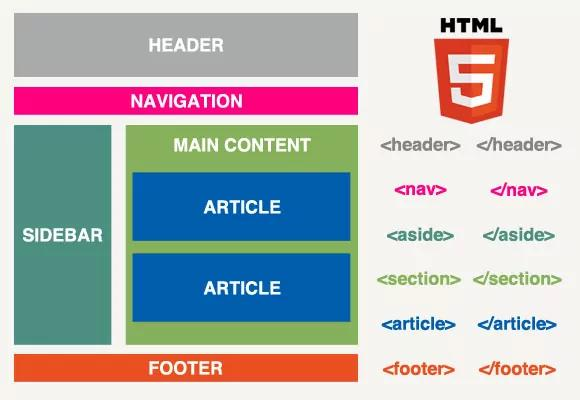 HEADER
NAVIGATION
SIDEBAR
MAIN CONTENT
ARTICLE
ARTICLE
FOOTER
HTML
5
<header> </header>
<nav> </nav>
<aside> </aside>
<section> </section>
<article> </article>
<footer> </footer>